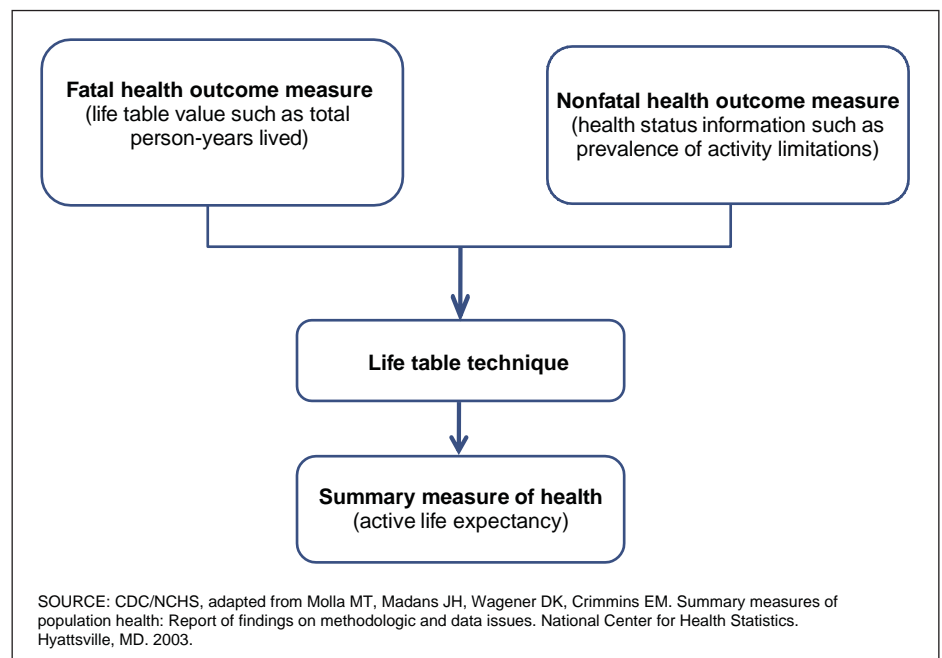 Fatal health outcome measure
(life table value such as total
person-years lived)
Nonfatal health outcome measure
(health status information such as
prevalence of activity limitations)
Life table technique
Summary measure of health
(active life expectancy)
SOURCE: CDC/NCHS, adapted from Molla MT, Madans JH, Wagener DK, Crimmins EM. Summary measures of
population health: Report of findings on methodologic and data issues. National Center for Health Statistics.
Hyattsville, MD. 2003.